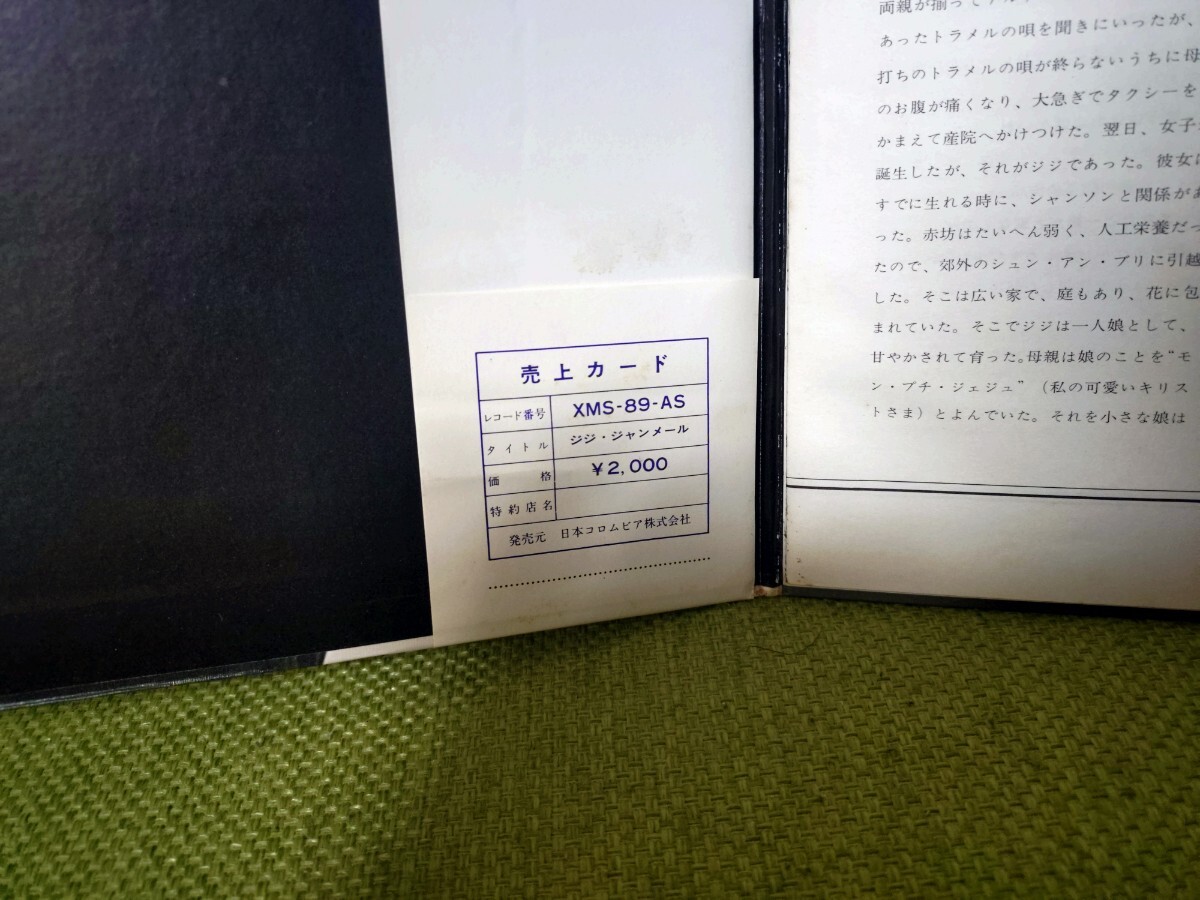 売上カード
レコード番号 XMS-89-AS
タイトル ジジ・ジャンメール
価格 ¥2,000
特約店名
発売元 日本コロムビア株式会社
両親が揃って
あったトラメルの唄を聞きにいったが、
打ちのトラメルの唄が終らないうちに母
のお腹が痛くなり、大急ぎでタクシーを
かまえて産院へかけつけた。翌日、女子
誕生したが、それがジジであった。彼女
すでに生れる時に、シャンソンと関係があ
った。赤坊はたいへん弱く、人工栄養だっ
たので、郊外のシュン・アン・ブリに引越
した。そこは広い家で、庭もあり、花に包
まれていた。そこでジジは一人娘として、
甘やかされて育った。母親は娘のことを“モ
ン・プチ・ジェジュ”（私の可愛いキリス
トさま）とよんでいた。それを小さな娘は